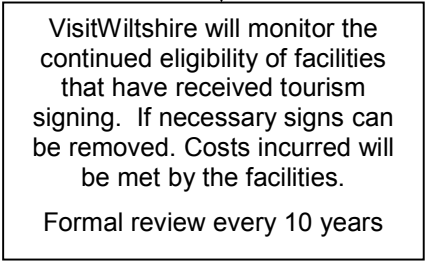 VisitWiltshire will monitor the
continued eligibility of facilities
that have received tourism
signing.  If necessary signs can
be removed. Costs incurred will
be met by the facilities.
Formal review every 10 years